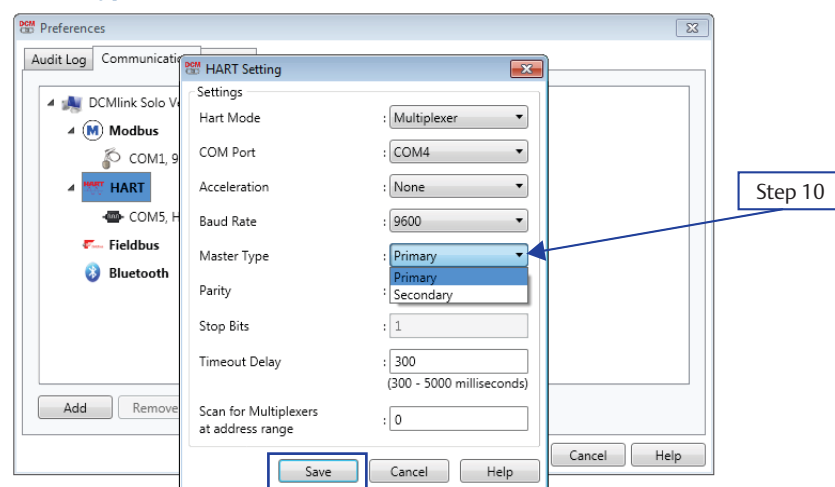 DCM Preferences
Audit Log Communicatio
DCM HART Setting
Settings
DCMlink Solo Ve
M Modbus
COM1, 9
HART HART
COM5, H
Fieldbus
Bluetooth
Add Remove
Hart Mode : Multiplexer
COM Port : COM4
Acceleration : None
Baud Rate : 9600
Master Type : Primary
Primary
Secondary
Parity :
Stop Bits : 1
Timeout Delay : 300
(300 - 5000 milliseconds)
Scan for Multiplexers
at address range : 0
Save Cancel Help
Cancel Help
Step 10